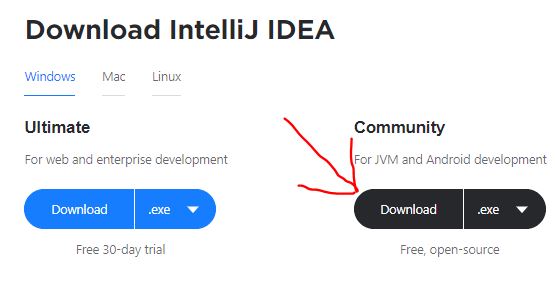 Download IntelliJ IDEA
Windows Mac Linux
Ultimate
For web and enterprise development
Download .exe
Free 30-day trial
Community
For JVM and Android development
Download .exe
Free, open-source